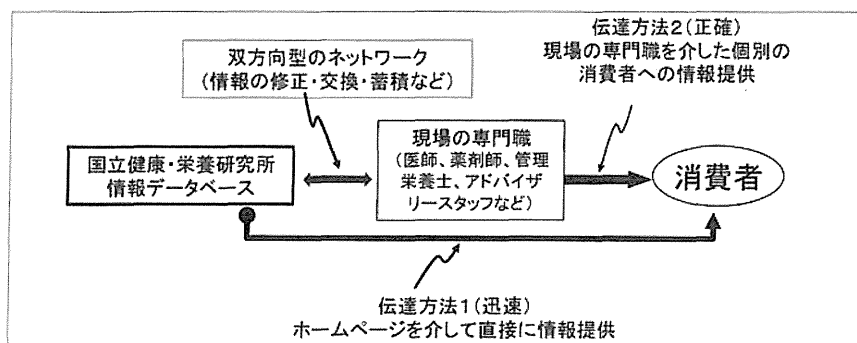 双方向型のネットワーク
(情報の修正・交換・蓄積など)
伝達方法2(正確)
現場の専門職を介した個別の
消費者への情報提供
国立健康・栄養研究所
情報データベース
現場の専門職
(医師、薬剤師、管理
栄養士、アドバイザ
リースタッフなど)
消費者
伝達方法1(迅速)
ホームページを介して直接に情報提供